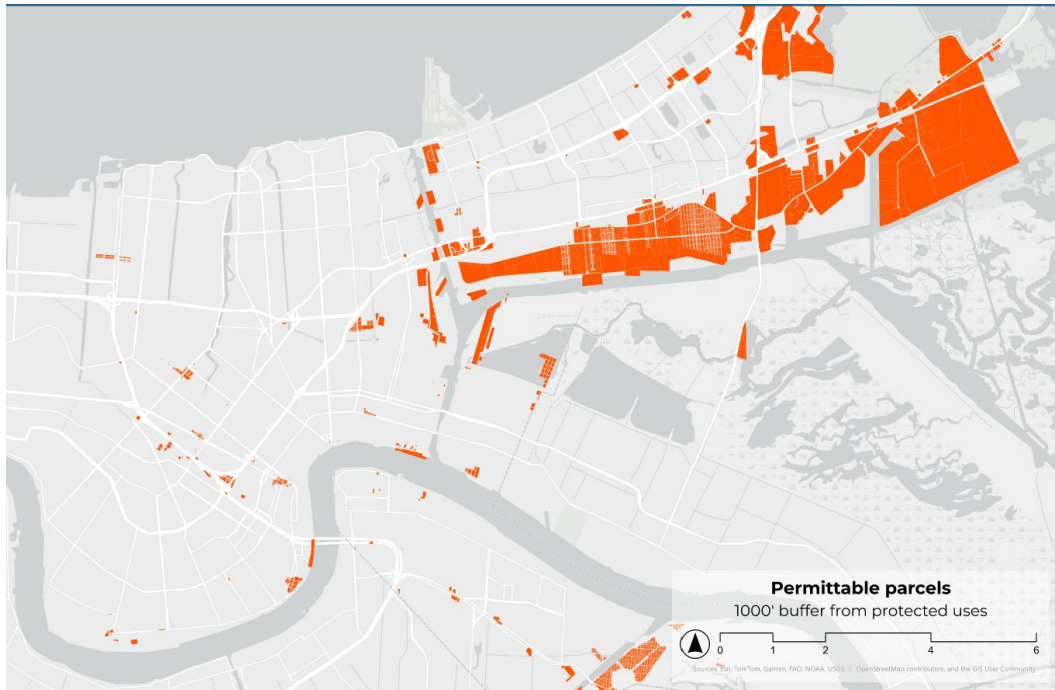 Permittable parcels
1000' buffer from protected uses
0 1 2 4 6
Sources: Esri, TomTom, Garmin, FAO, NOAA, USGS, © OpenStreetMap contributors, and the GIS User Community